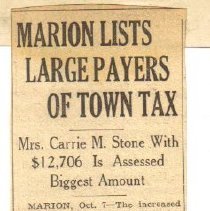 MARION LISTS
LARGE PAYERS
OF TOWN TAX
Mrs. Carrie M. Stone With
$12,706 Is Assessed
Biggest Amount
MARION, Oct. 7—The increased